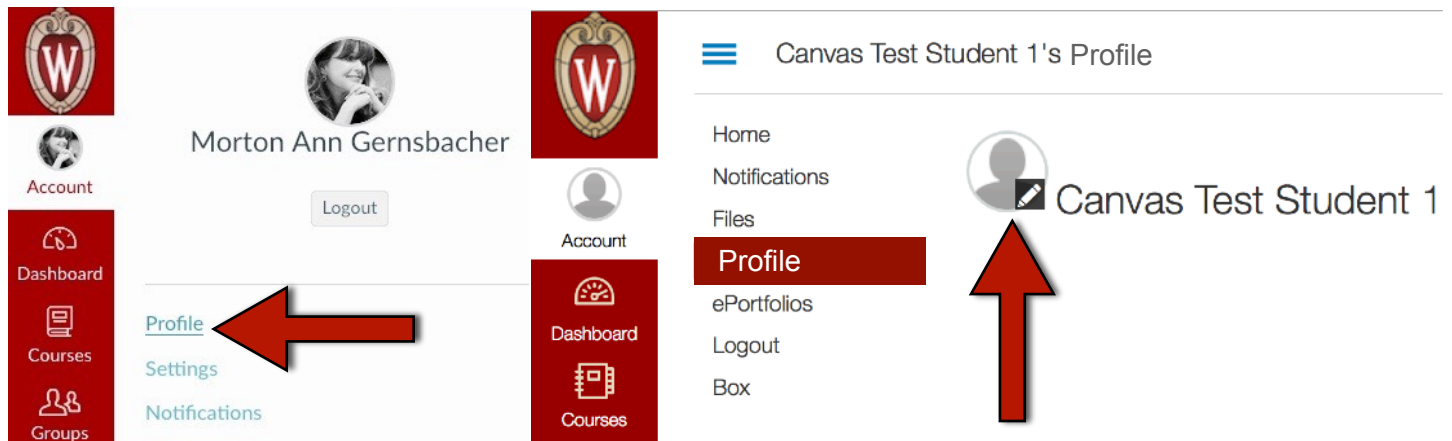 W
Morton Ann Gernsbacher
Account
Logout
Dashboard
Profile
Courses
Settings
Notifications
Groups
W
Canvas Test Student 1's Profile
Home
Notifications
Canvas Test Student 1
Files
Account
Profile
ePortfolios
Dashboard
Logout
Box
Courses